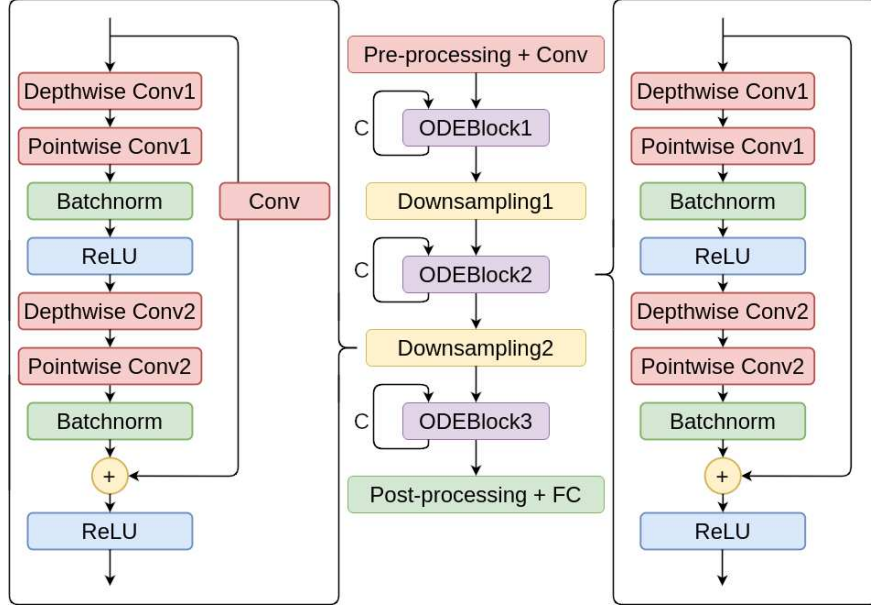 Depthwise Conv1
Pointwise Conv1
Batchnorm
Conv
ReLU
Depthwise Conv2
Pointwise Conv2
Batchnorm
+
ReLU
Pre-processing + Conv
C
ODEBlock1
Downsampling1
C
ODEBlock2
Downsampling2
C
ODEBlock3
Post-processing + FC
Depthwise Conv1
Pointwise Conv1
Batchnorm
ReLU
Depthwise Conv2
Pointwise Conv2
Batchnorm
+
ReLU